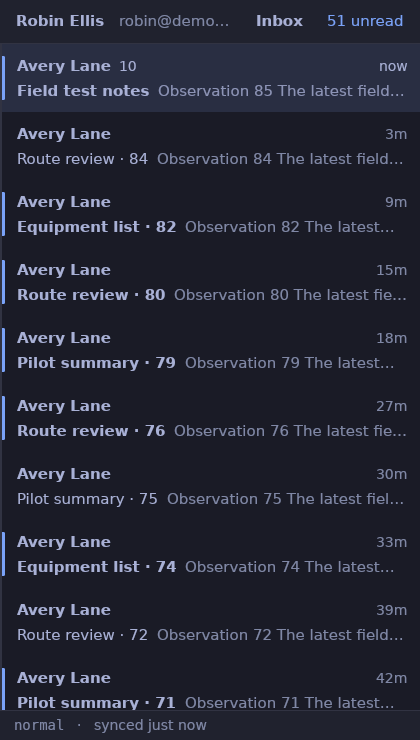 Robin Ellis robin@demo... Inbox 51 unread
Avery Lane 10 now
Field test notes Observation 85 The latest field...
Avery Lane 3m
Route review · 84 Observation 84 The latest field...
Avery Lane 9m
Equipment list · 82 Observation 82 The latest...
Avery Lane 15m
Route review · 80 Observation 80 The latest fie...
Avery Lane 18m
Pilot summary · 79 Observation 79 The latest...
Avery Lane 27m
Route review · 76 Observation 76 The latest fie...
Avery Lane 30m
Pilot summary · 75 Observation 75 The latest fiel...
Avery Lane 33m
Equipment list · 74 Observation 74 The latest...
Avery Lane 39m
Route review · 72 Observation 72 The latest field...
Avery Lane 42m
Pilot summary · 71 Observation 71 The latest...
normal · synced just now